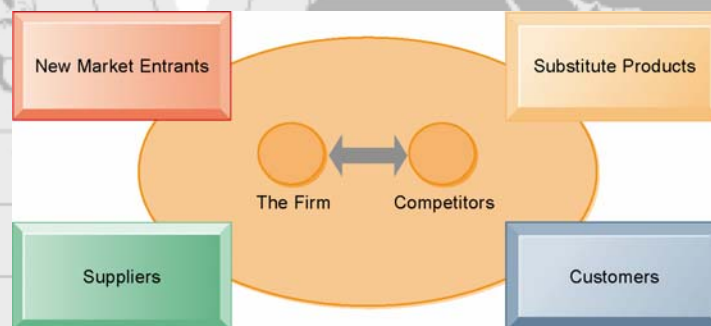 New Market Entrants
Substitute Products
The Firm
Competitors
Suppliers
Customers